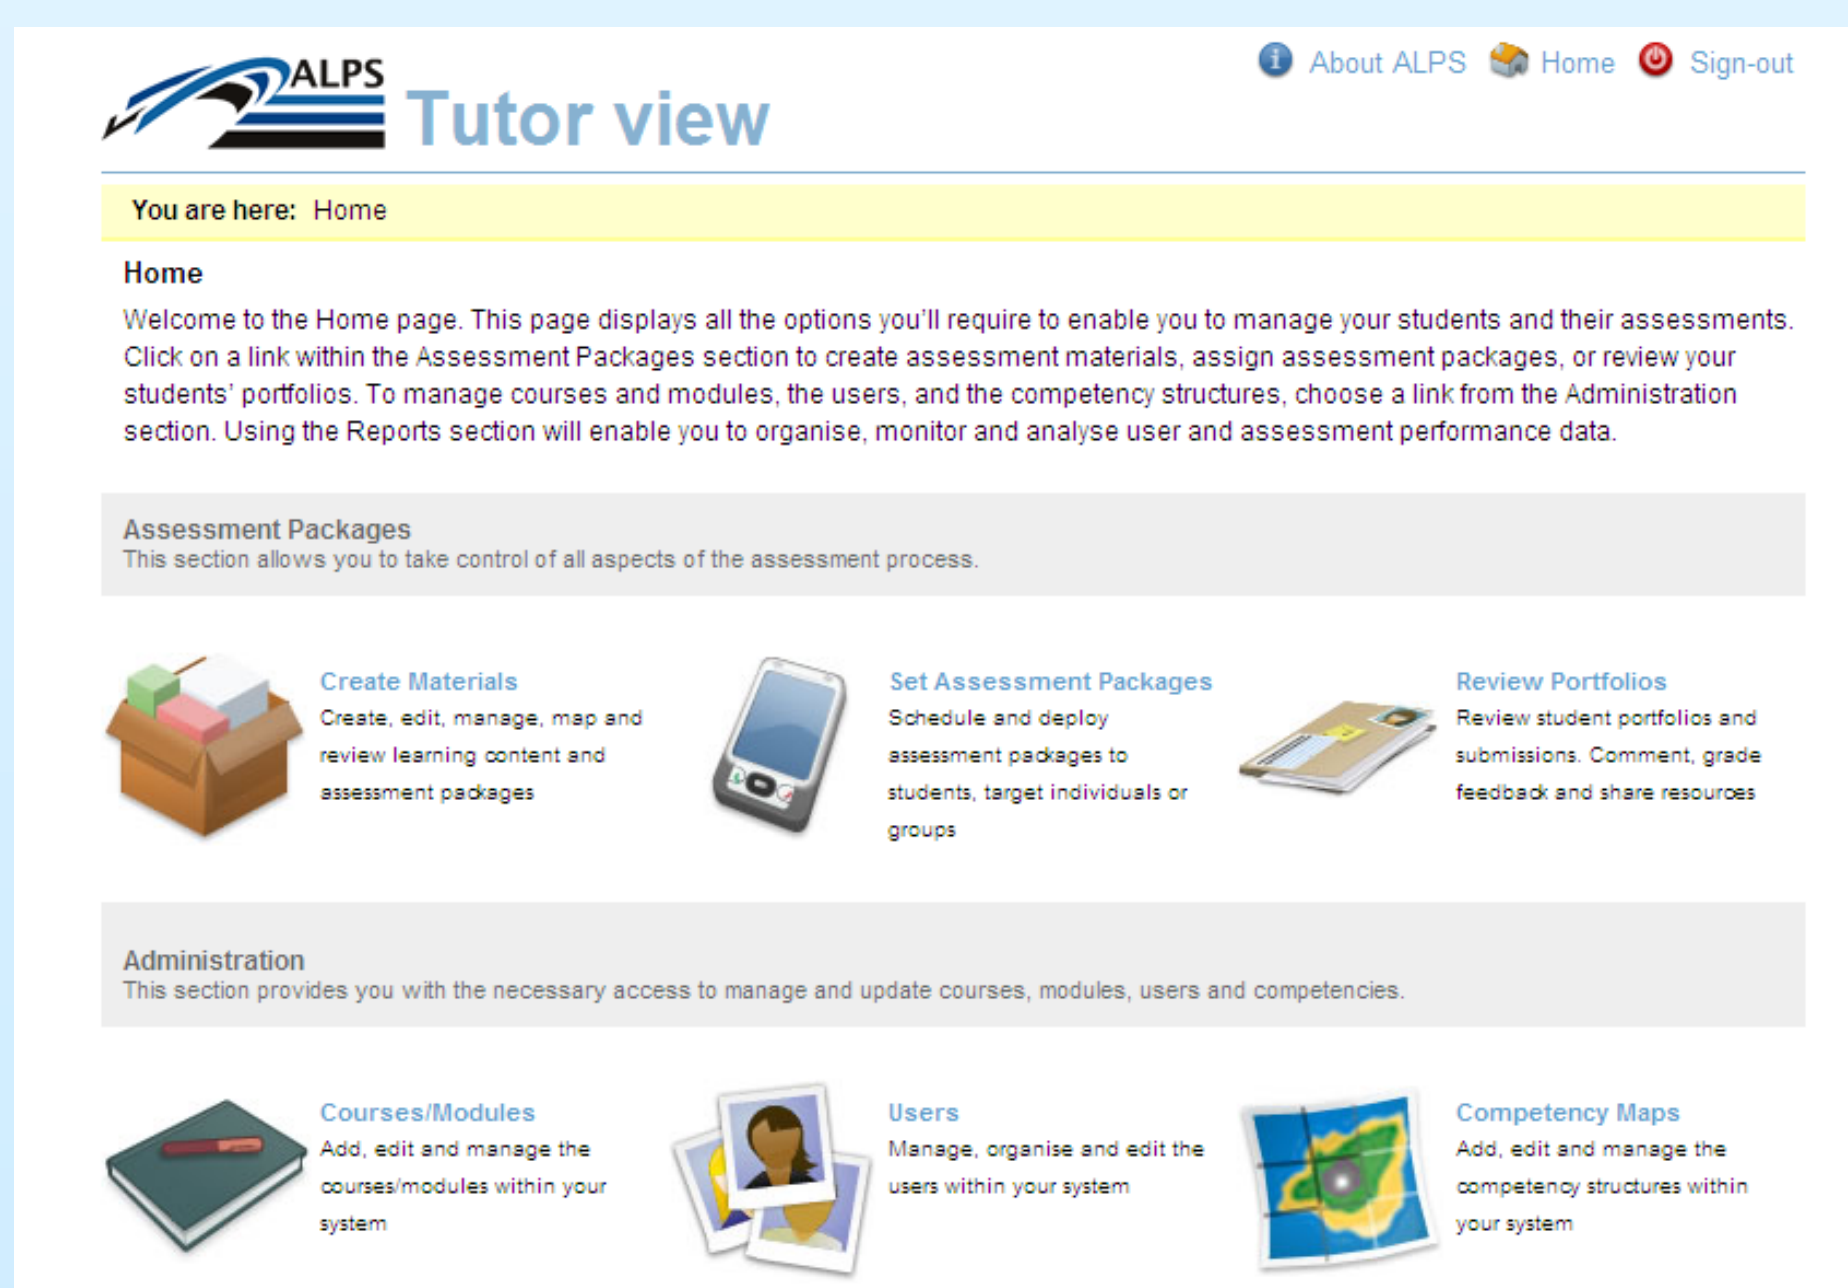 ALPS
Tutor view
About ALPS Home Sign-out
You are here: Home
Home
Welcome to the Home page. This page displays all the options you'll require to enable you to manage your students and their assessments.
Click on a link within the Assessment Packages section to create assessment materials, assign assessment packages, or review your
students' portfolios. To manage courses and modules, the users, and the competency structures, choose a link from the Administration
section. Using the Reports section will enable you to organise, monitor and analyse user and assessment performance data.
Assessment Packages
This section allows you to take control of all aspects of the assessment process.
Create Materials
Create, edit, manage, map and
review learning content and
assessment packages
Set Assessment Packages
Schedule and deploy
assessment packages to
students, target individuals or
groups
Review Portfolios
Review student portfolios and
submissions. Comment, grade
feedback and share resources
Administration
This section provides you with the necessary access to manage and update courses, modules, users and competencies.
Courses/Modules
Add, edit and manage the
courses/modules within your
system
Users
Manage, organise and edit the
users within your system
Competency Maps
Add, edit and manage the
competency structures within
your system